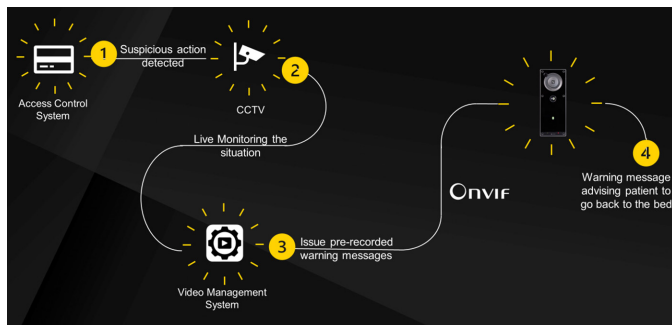 1
Suspicious action
detected
Access Control
System
2
CCTV
Live Monitoring the
situation
3
Issue pre-recorded
warning messages
Video Management
System
ONVIF
4
Warning message
advising patient to
go back to the bed